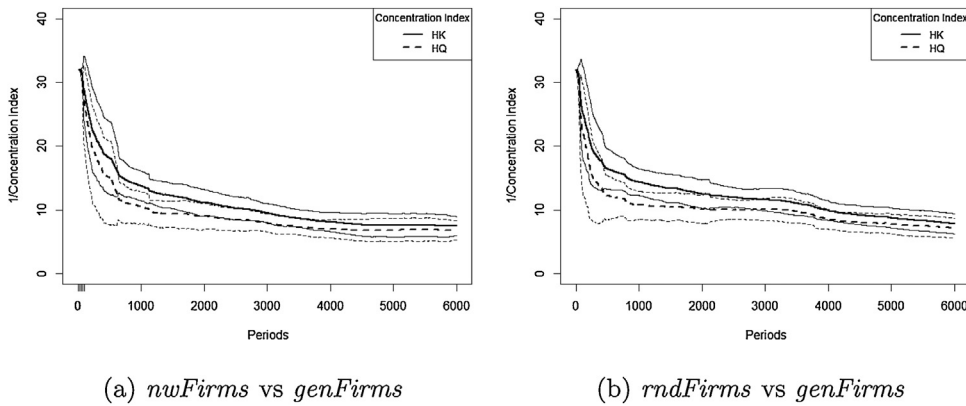 Concentration Index
HK
HQ
1/Concentration Index
40
30
20
10
0
0 1000 2000 3000 4000 5000 6000
Periods
(a) nwFirms vs genFirms
Concentration Index
HK
HQ
1/Concentration Index
40
30
20
10
0
0 1000 2000 3000 4000 5000 6000
Periods
(b) rndFirms vs genFirms